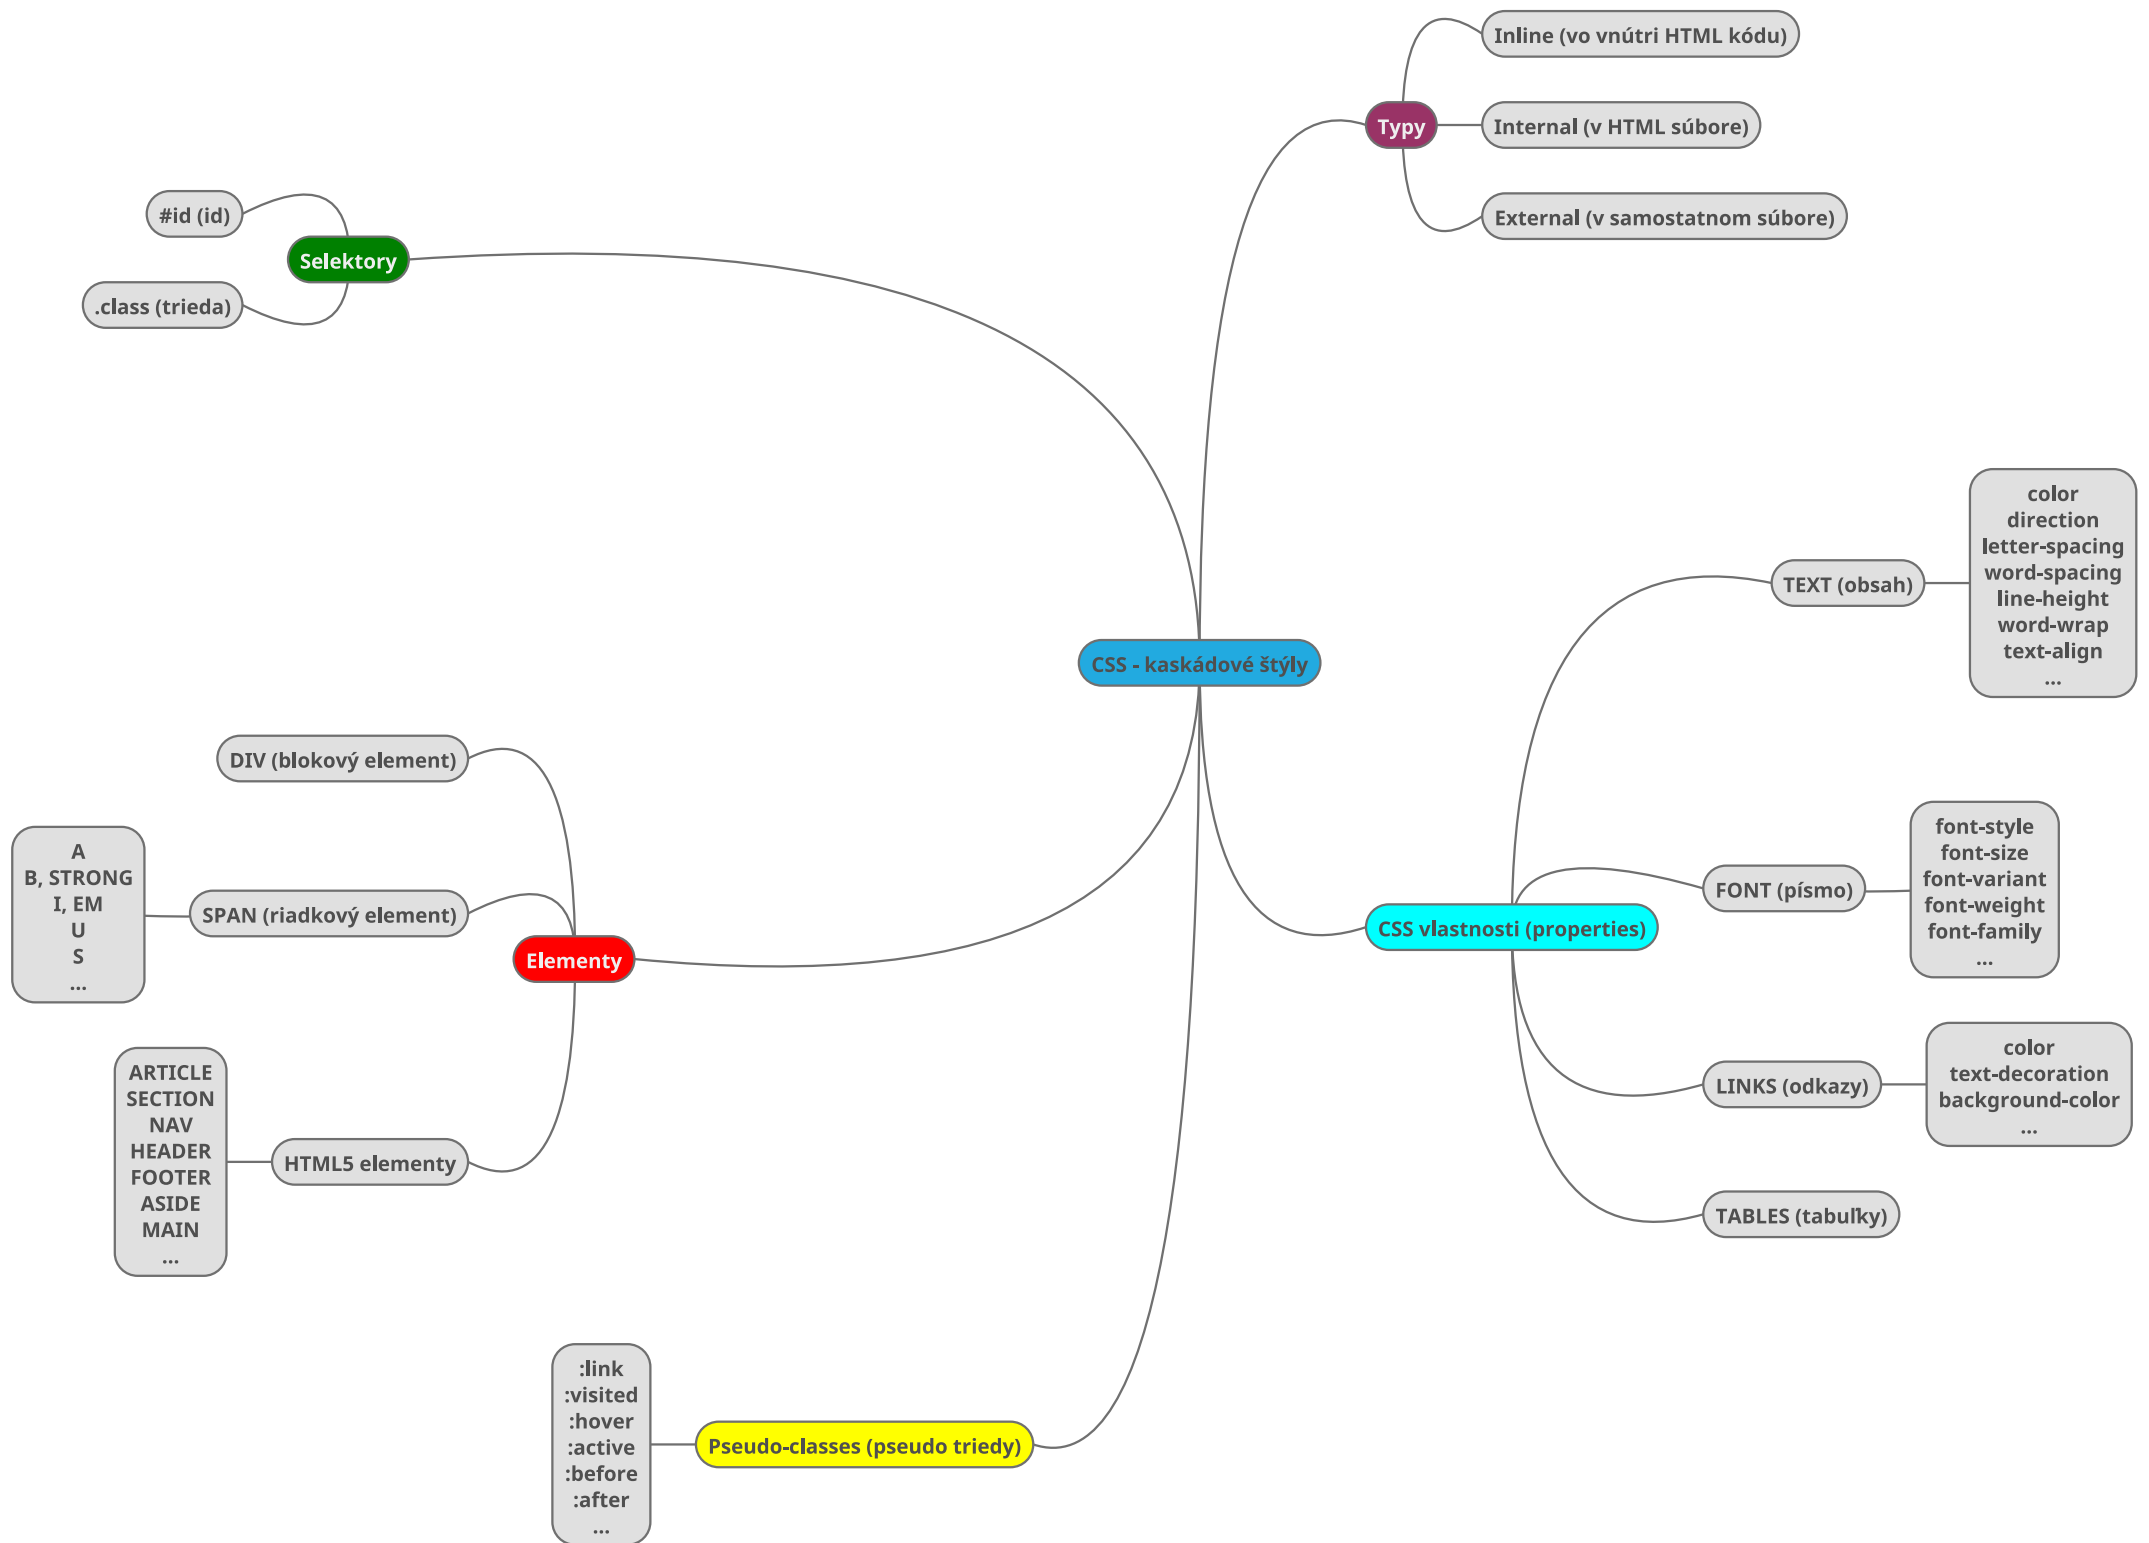 CSS - kaskádové štýly
Typy
Inline (vo vnútri HTML kódu)
Internal (v HTML súbore)
External (v samostatnom súbore)
CSS vlastnosti (properties)
TEXT (obsah)
color
direction
letter-spacing
word-spacing
line-height
word-wrap
text-align
...
FONT (písmo)
font-style
font-size
font-variant
font-weight
font-family
...
LINKS (odkazy)
color
text-decoration
background-color
...
TABLES (tabuľky)
Selektory
#id (id)
.class (trieda)
Elementy
DIV (blokový element)
SPAN (riadkový element)
A
B, STRONG
I, EM
U
S
...
HTML5 elementy
ARTICLE
SECTION
NAV
HEADER
FOOTER
ASIDE
MAIN
...
Pseudo-classes (pseudo triedy)
:link
:visited
:hover
:active
:before
:after
...